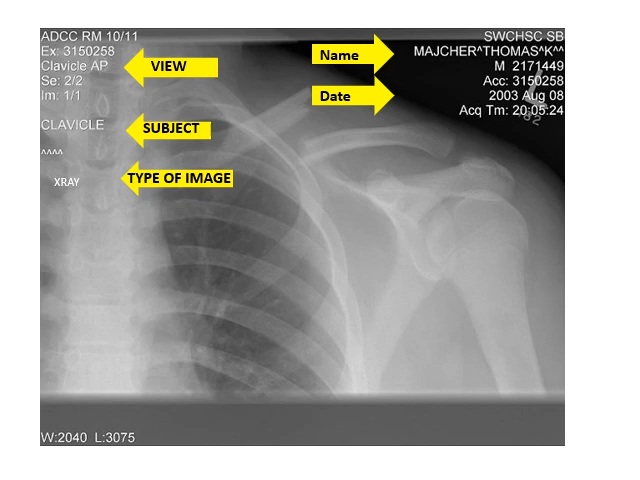 ADCC RM 10/11
Ex: 3150258
Clavicle AP
Se: 2/2
Im: 1/1
VIEW
CLAVICLE
SUBJECT
^^^^
XRAY
TYPE OF IMAGE
Name
Date
SWCHSC SB
MAJCHER^THOMAS^K^^
M 2171449
Acc: 3150258
2003 Aug 08
Acq Tm: 20:05:24
W:2040 L:3075